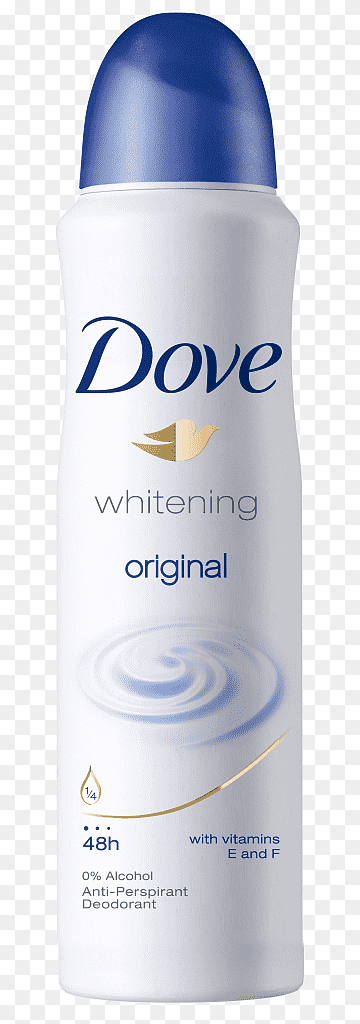 Dove
whitening
original
1/4
48h
with vitamins
E and F
0% Alcohol
Anti-Perspirant
Deodorant